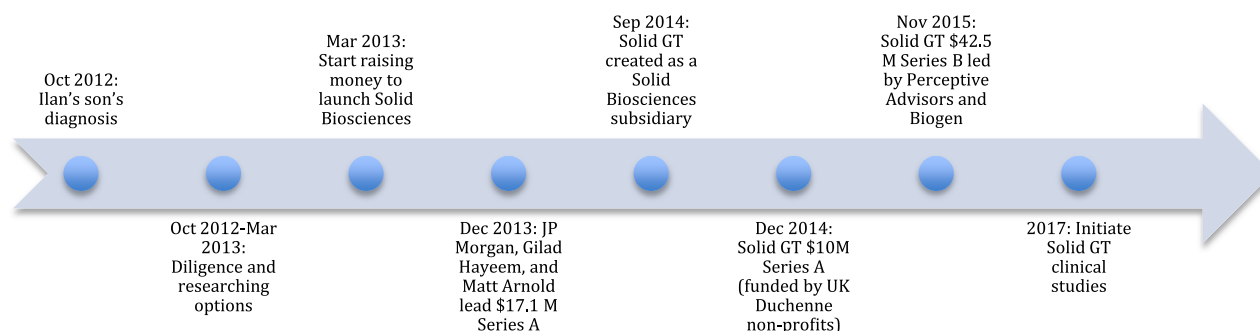 Oct 2012:
Ilan's son's
diagnosis
Oct 2012-Mar
2013:
Diligence and
researching
options
Mar 2013:
Start raising
money to
launch Solid
Biosciences
Dec 2013: JP
Morgan, Gilad
Hayeem, and
Matt Arnold
lead $17.1 M
Series A
Sep 2014:
Solid GT
created as a
Solid
Biosciences
subsidiary
Dec 2014:
Solid GT $10M
Series A
(funded by UK
Duchenne
non-profits)
Nov 2015:
Solid GT $42.5
M Series B led
by Perceptive
Advisors and
Biogen
2017: Initiate
Solid GT
clinical
studies